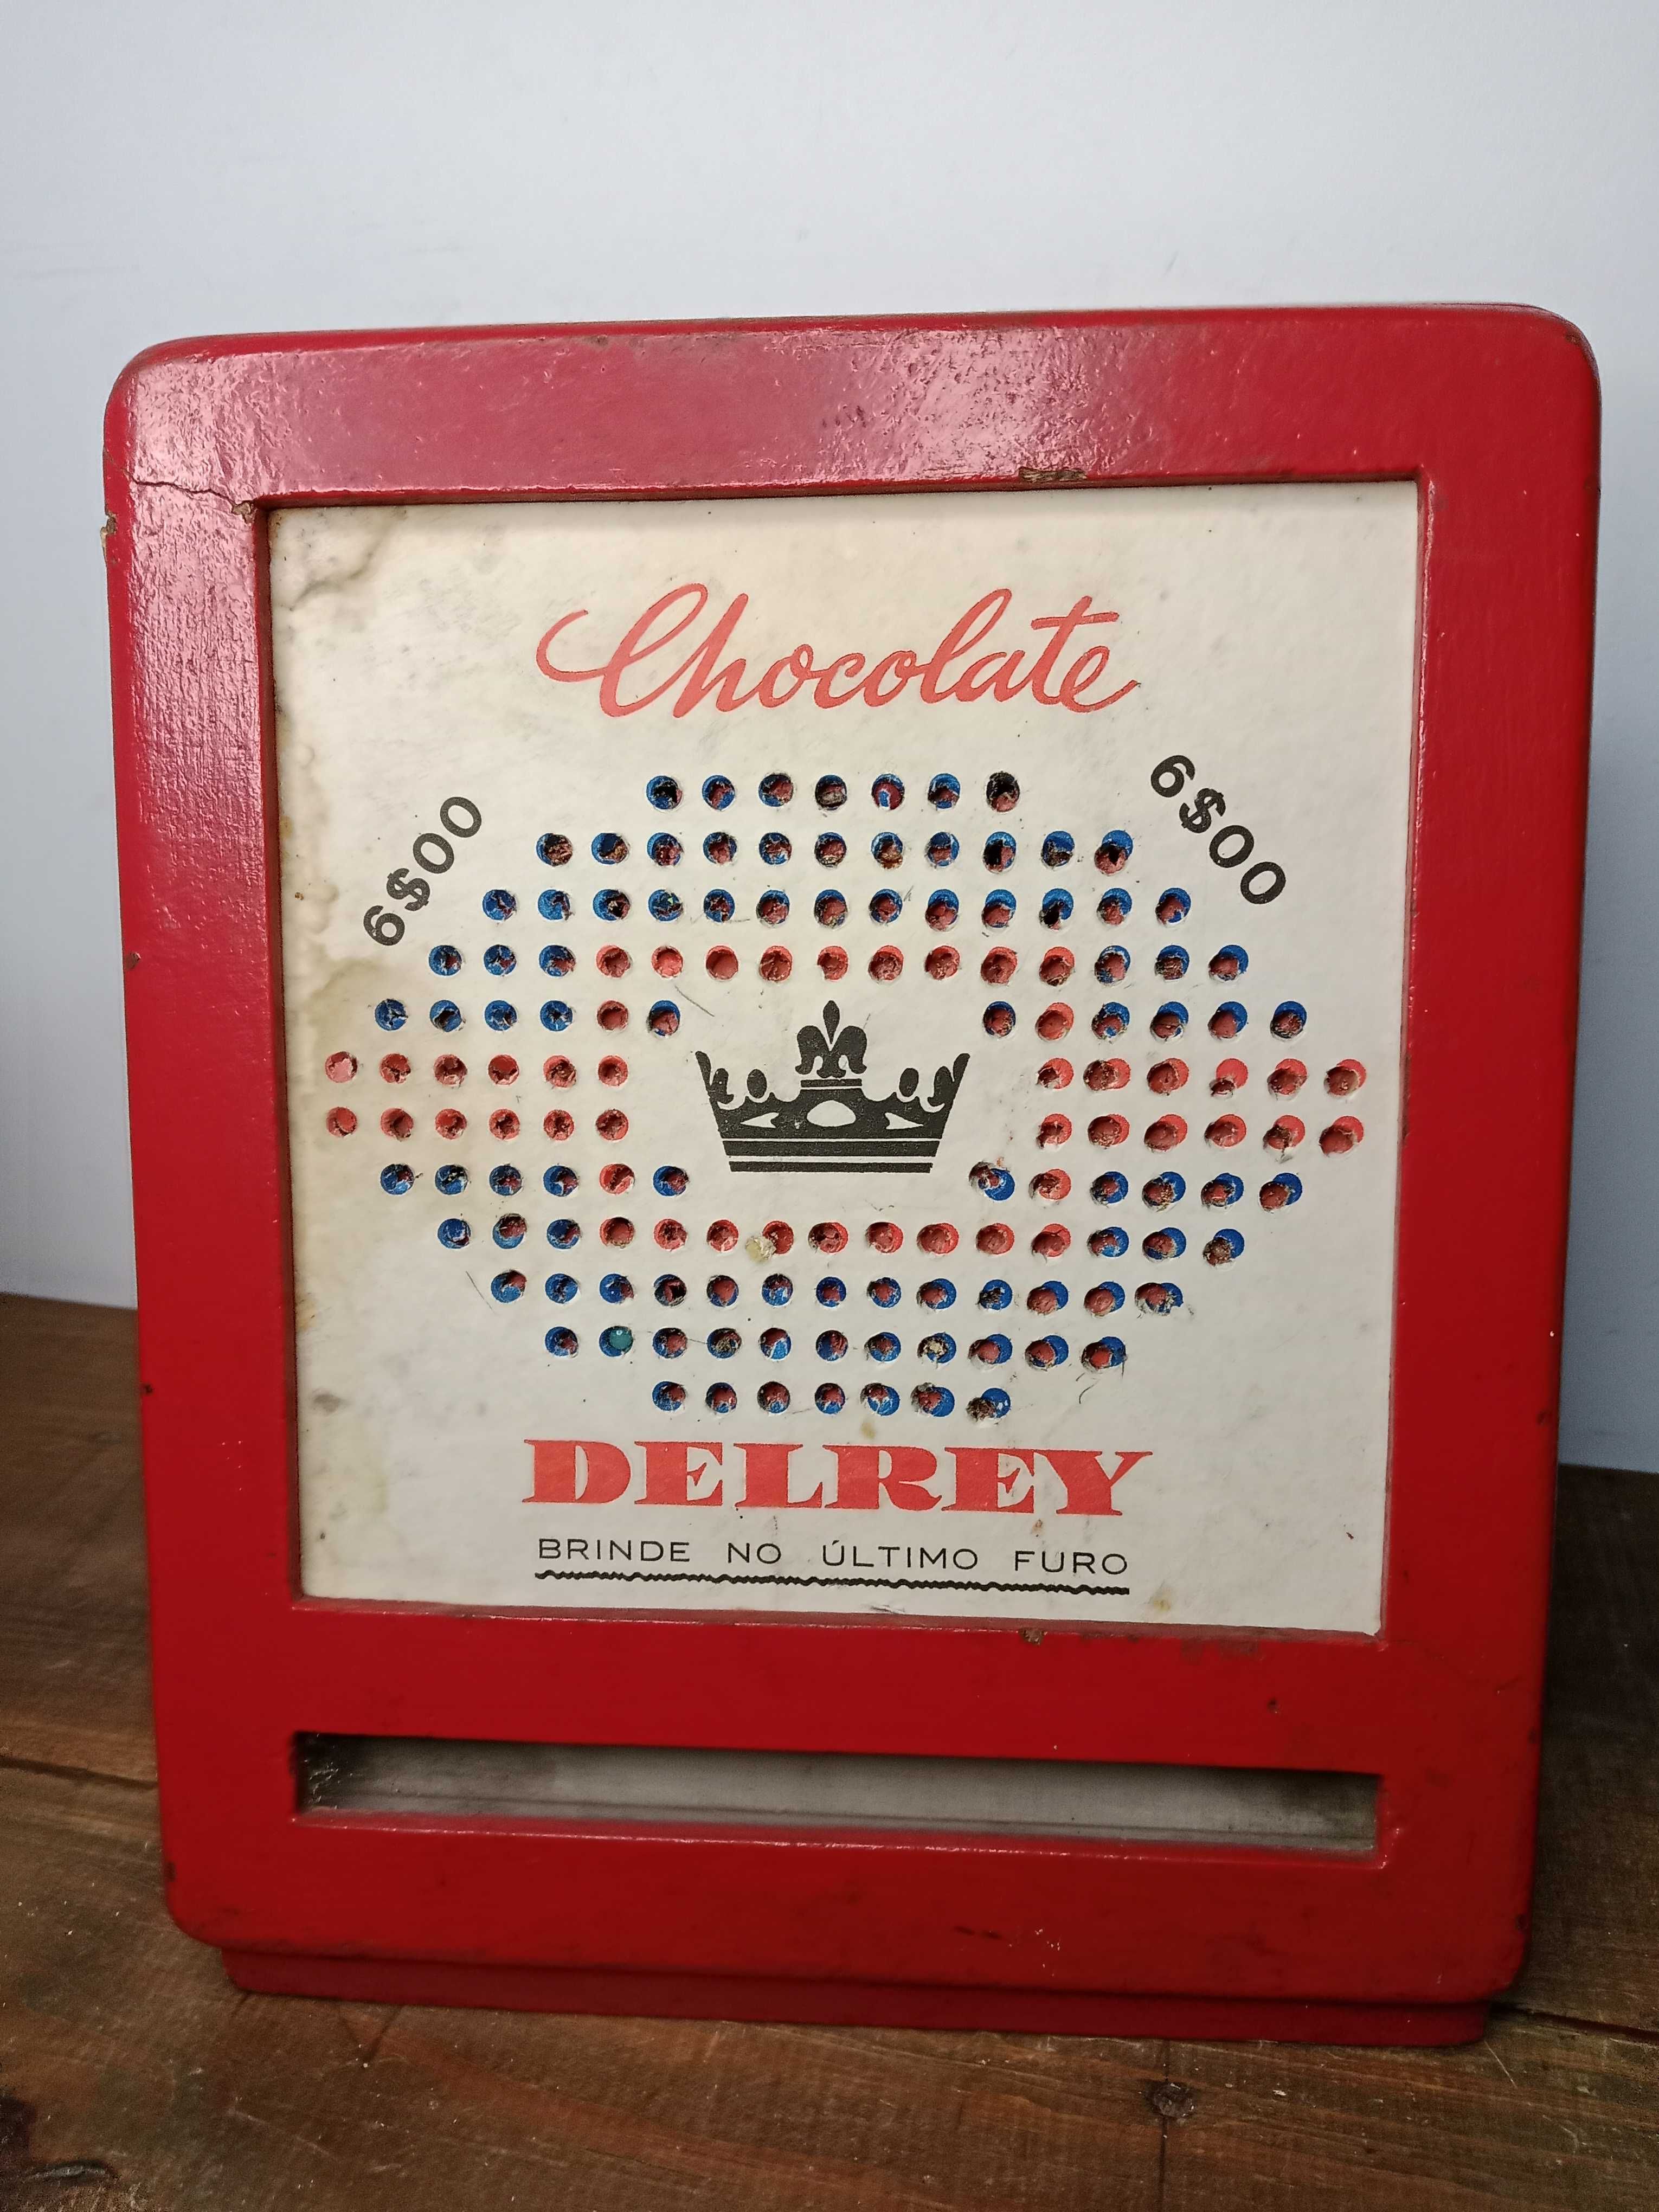 Chocolate
6$00
6$00
DELREY
BRINDE NO ÚLTIMO FURO